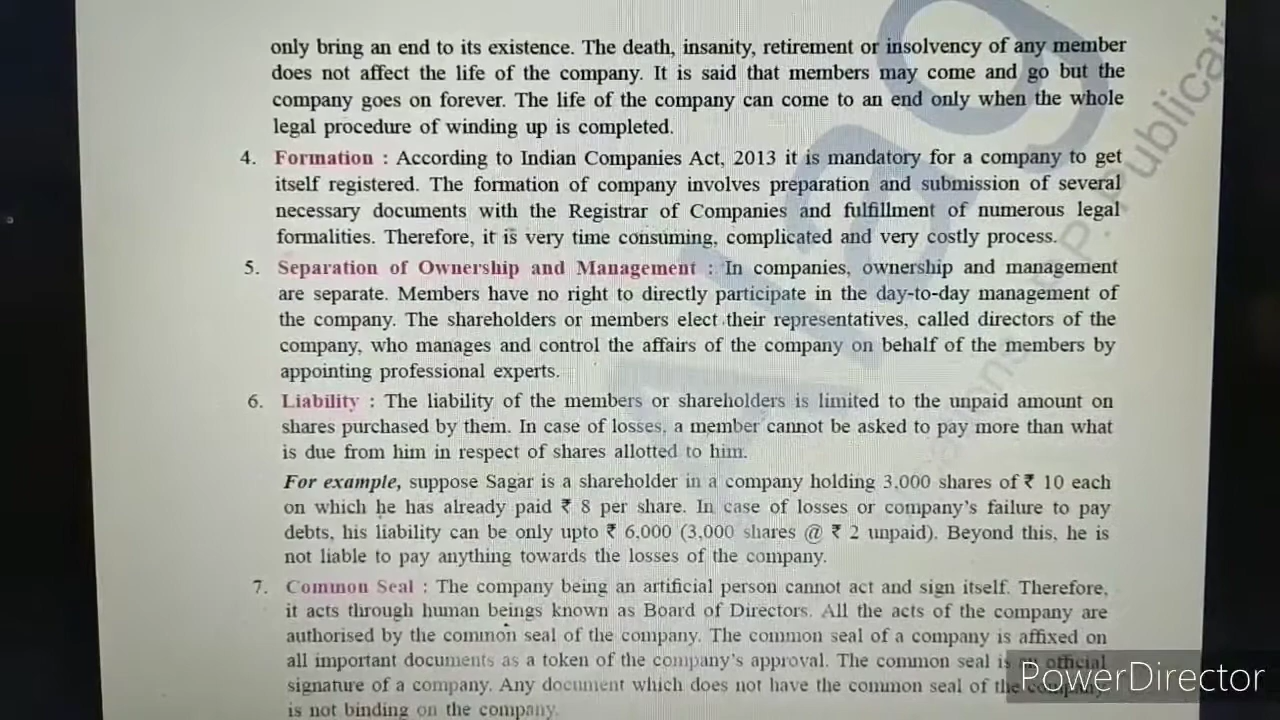 only bring an end to its existence. The death, insanity, retirement or insolvency of any member
does not affect the life of the company. It is said that members may come and go but the
company goes on forever. The life of the company can come to an end only when the whole
legal procedure of winding up is completed.
4. Formation : According to Indian Companies Act, 2013 it is mandatory for a company to get
itself registered. The formation of company involves preparation and submission of several
necessary documents with the Registrar of Companies and fulfillment of numerous legal
formalities. Therefore, it is very time consuming, complicated and very costly process.
5. Separation of Ownership and Management : In companies, ownership and management
are separate. Members have no right to directly participate in the day-to-day management of
the company. The shareholders or members elect their representatives, called directors of the
company, who manages and control the affairs of the company on behalf of the members by
appointing professional experts.
6. Liability : The liability of the members or shareholders is limited to the unpaid amount on
shares purchased by them. In case of losses, a member cannot be asked to pay more than what
is due from him in respect of shares allotted to him.
For example, suppose Sagar is a shareholder in a company holding 3,000 shares of ₹ 10 each
on which he has already paid ₹ 8 per share. In case of losses or company's failure to pay
debts, his liability can be only upto ₹ 6,000 (3,000 shares @ ₹ 2 unpaid). Beyond this, he is
not liable to pay anything towards the losses of the company.
7. Common Seal : The company being an artificial person cannot act and sign itself. Therefore,
it acts through human beings known as Board of Directors. All the acts of the company are
authorised by the common seal of the company. The common seal of a company is affixed on
all important documents as a token of the company's approval. The common seal is an official
signature of a company. Any document which does not have the common seal of the company
is not binding on the company.
PowerDirector